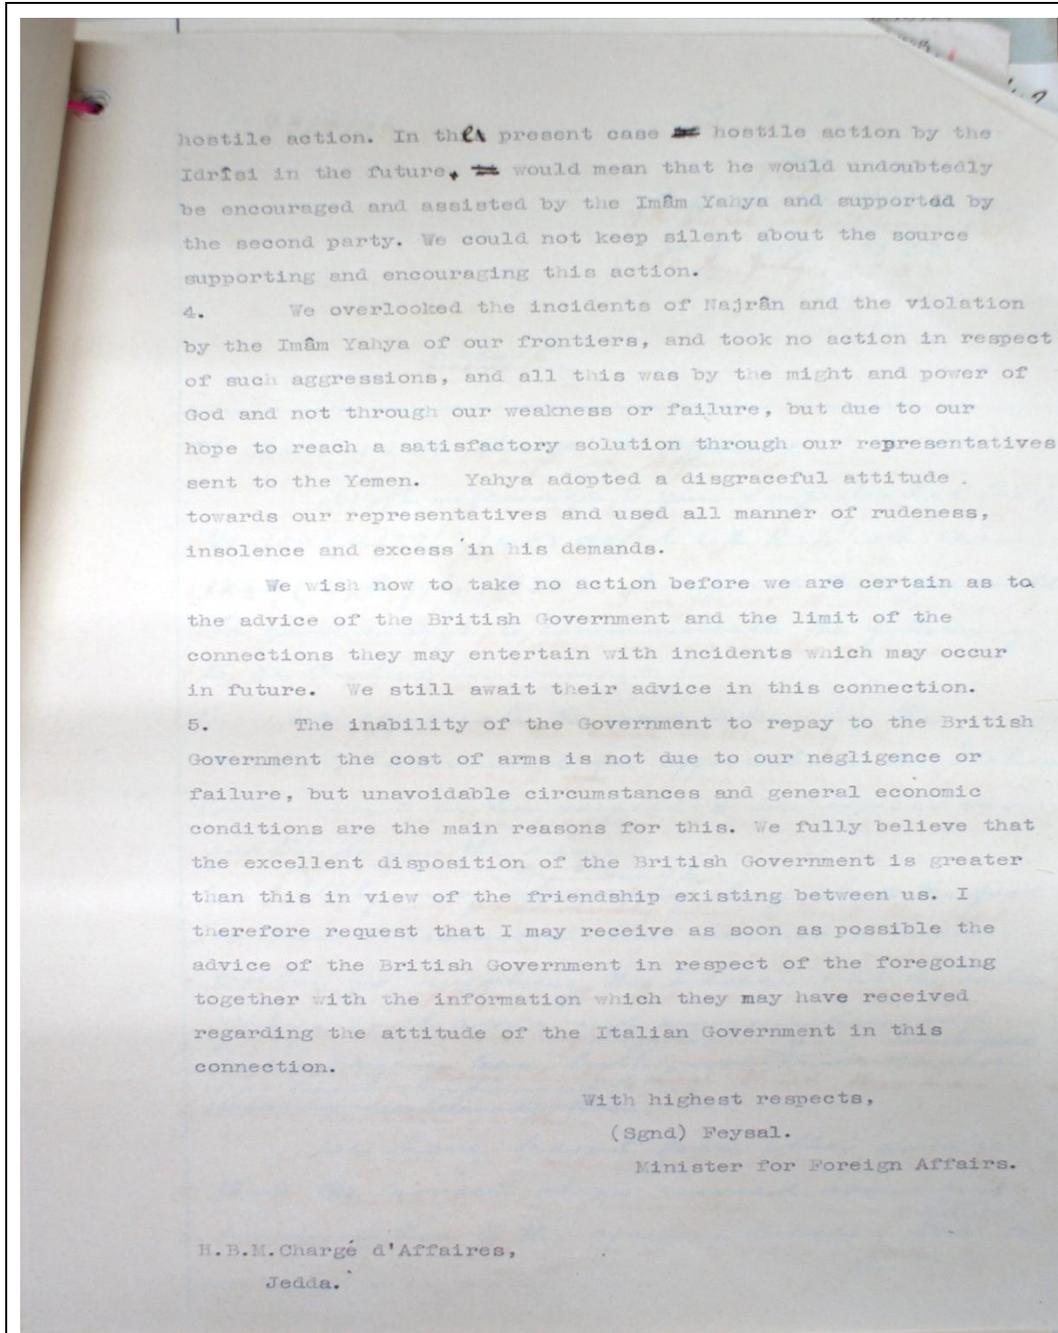 hostile action. In the present case hostile action by the
Idrîsi in the future, would mean that he would undoubtedly
be encouraged and assisted by the Imâm Yahya and supported by
the second party. We could not keep silent about the source
supporting and encouraging this action.
4. We overlooked the incidents of Najrân and the violation
by the Imâm Yahya of our frontiers, and took no action in respect
of such aggressions, and all this was by the might and power of
God and not through our weakness or failure, but due to our
hope to reach a satisfactory solution through our representatives
sent to the Yemen. Yahya adopted a disgraceful attitude
towards our representatives and used all manner of rudeness,
insolence and excess in his demands.
We wish now to take no action before we are certain as to
the advice of the British Government and the limit of the
connections they may entertain with incidents which may occur
in future. We still await their advice in this connection.
5. The inability of the Government to repay to the British
Government the cost of arms is not due to our negligence or
failure, but unavoidable circumstances and general economic
conditions are the main reasons for this. We fully believe that
the excellent disposition of the British Government is greater
than this in view of the friendship existing between us. I
therefore request that I may receive as soon as possible the
advice of the British Government in respect of the foregoing
together with the information which they may have received
regarding the attitude of the Italian Government in this
connection.
With highest respects,
(Sgnd) Feysal.
Minister for Foreign Affairs.
H.B.M.Chargé d'Affaires,
Jedda.